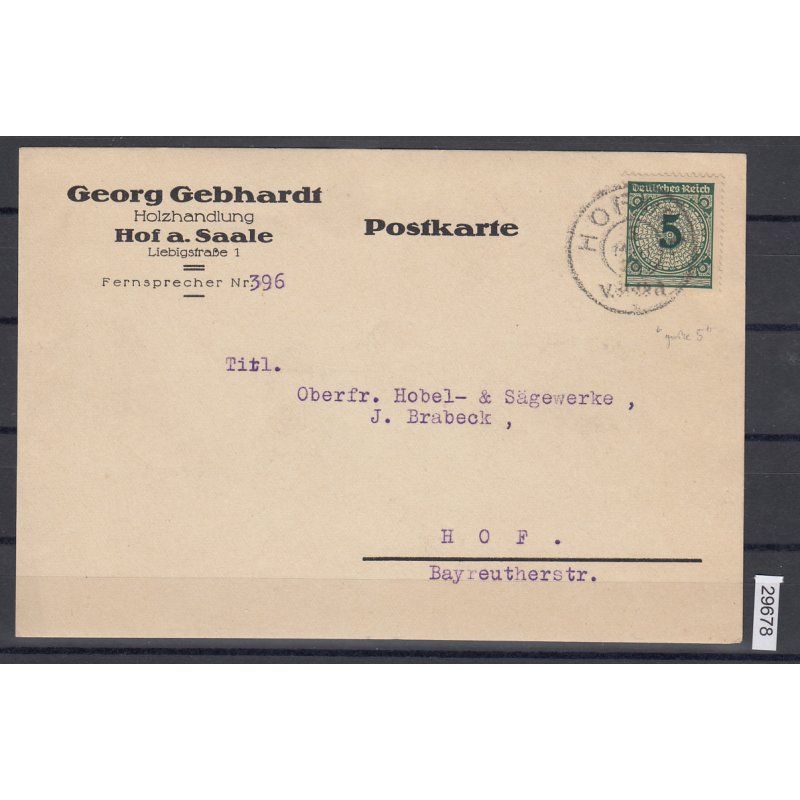 Georg Gebhardt
Holzhandlung
Hof a. Saale
Liebigstraße 1
Fernsprecher Nr. 396
Postkarte
Deutsches Reich
5
HOF
Titl.
Oberfr. Hobel- & Sägewerke ,
J. Brabeck ,
H O F .
Bayreutherstr.
29678